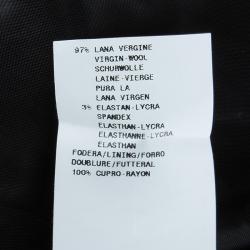 97% LANA VERGINE
VIRGIN-WOOL
SCHURWOLLE
LAINE-VIERGE
PURA LA
LANA VIRGEN
3% ELASTAN-LYCRA
SPANDEX
ELASTHAN-LYCRA
ELASTHANNE-LYCRA
ELASTHAN
FODERA/LINING/FORRO
DOUBLURE/FUTTERAL
100% CUPRO-RAYON